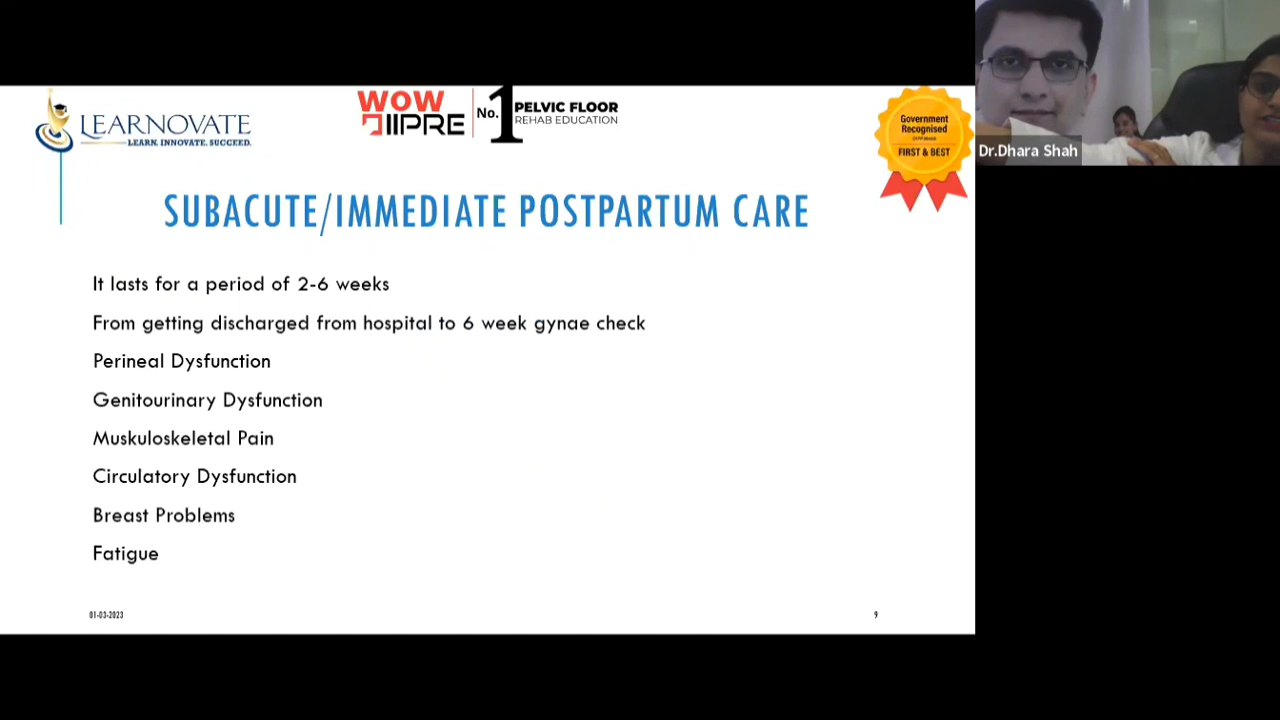 LEARNOVATE
LEARN. INNOVATE. SUCCEED.
WOW
IIPRE
No.1
PELVIC FLOOR
REHAB EDUCATION
Government
Recognised
FIRST & BEST
Dr.Dhara Shah
SUBACUTE/IMMEDIATE POSTPARTUM CARE
It lasts for a period of 2-6 weeks
From getting discharged from hospital to 6 week gynae check
Perineal Dysfunction
Genitourinary Dysfunction
Muskuloskeletal Pain
Circulatory Dysfunction
Breast Problems
Fatigue
01-03-2023
9